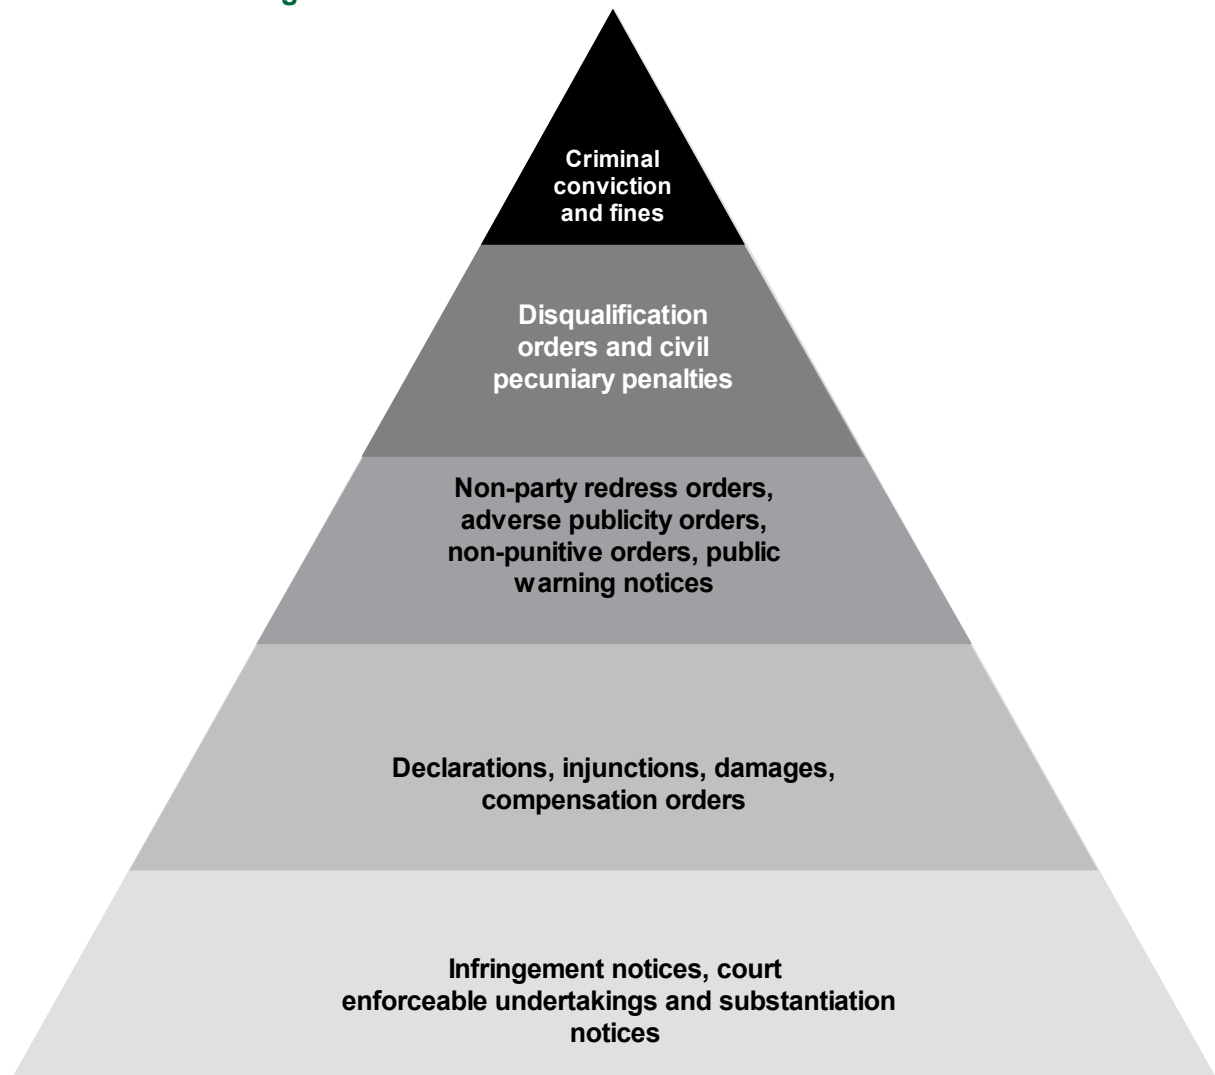 Criminal
conviction
and fines
Disqualification
orders and civil
pecuniary penalties
Non-party redress orders,
adverse publicity orders,
non-punitive orders, public
warning notices
Declarations, injunctions, damages,
compensation orders
Infringement notices, court
enforceable undertakings and substantiation
notices